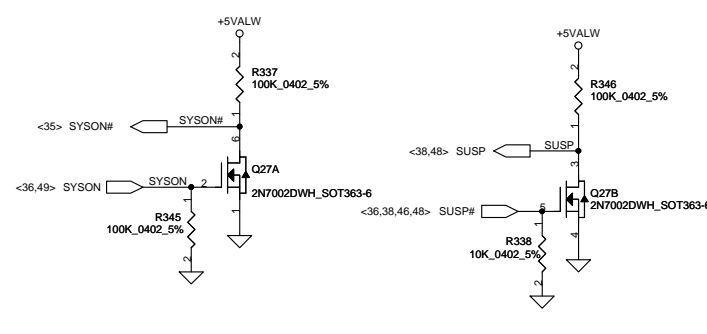 +5VALW
2
R337
100K_0402_5%
1
<35> SYSON#
SYSON#
6
Q27A
2N7002DWH_SOT363-6
<36,49> SYSON
SYSON
2
1
R345
100K_0402_5%
1
2
+5VALW
2
R346
100K_0402_5%
1
<38,48> SUSP
SUSP
3
Q27B
2N7002DWH_SOT363-6
<36,38,46,48> SUSP#
5
4
1
R338
10K_0402_5%
2